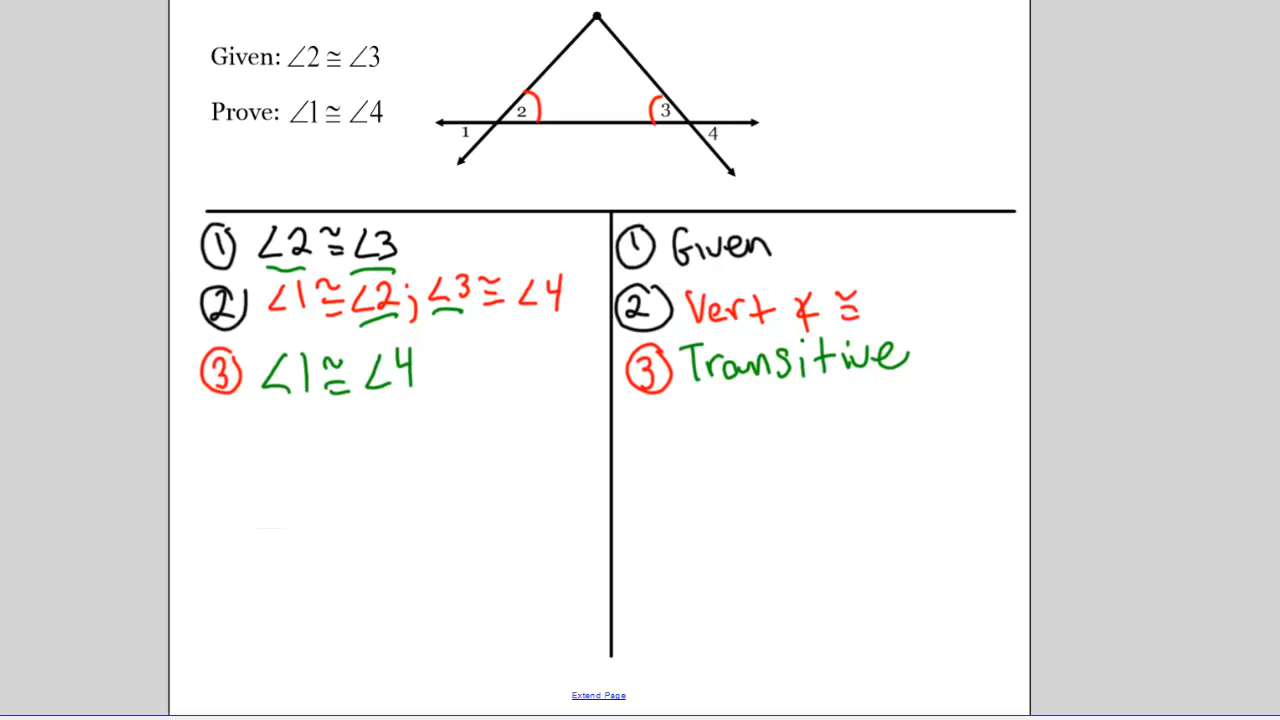 Given: ∠2 ≅ ∠3
Prove: ∠1 ≅ ∠4
2
3
1
4
① ∠2 ≅ ∠3
① Given
② ∠1 ≅ ∠2; ∠3 ≅ ∠4
② Vert ∡ ≅
③ ∠1 ≅ ∠4
③ Transitive
Extend Page